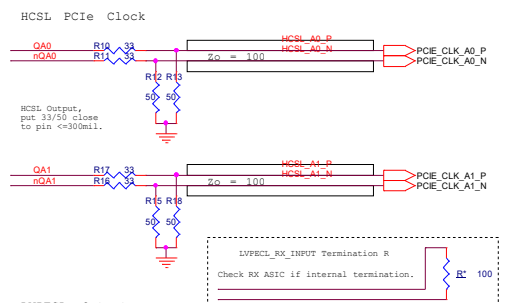 HCSL PCIe Clock
HCSL_A0_P
QA0 R10 33 HCSL_A0_N PCIE_CLK_A0_P
nQA0 R11 33 Zo = 100 PCIE_CLK_A0_N
R12 R13
50 50
HCSL Output,
put 33/50 close
to pin <=300mil.
HCSL_A1_P
QA1 R17 33 HCSL_A1_N PCIE_CLK_A1_P
nQA1 R16 33 Zo = 100 PCIE_CLK_A1_N
R15 R18
50 50
LVPECL_RX_INPUT Termination R
Check RX ASIC if internal termination.
R* 100